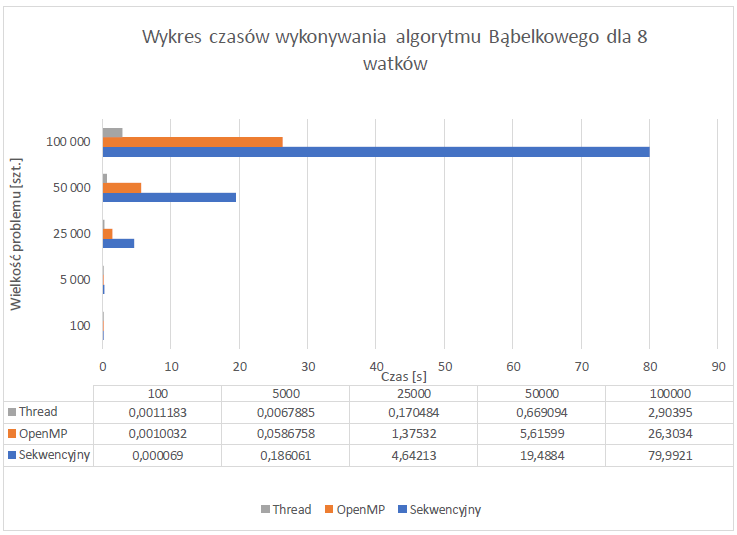 Wykres czasów wykonywania algorytmu Bąbelkowego dla 8
watków
Wielkość problemu [szt.]
100 000
50 000
25 000
5 000
100
0 10 20 30 40 50 60 70 80 90
Czas [s]
100 5000 25000 50000 100000
Thread 0,0011183 0,0067885 0,170484 0,669094 2,90395
OpenMP 0,0010032 0,0586758 1,37532 5,61599 26,3034
Sekwencyjny 0,000069 0,186061 4,64213 19,4884 79,9921
Thread OpenMP Sekwencyjny